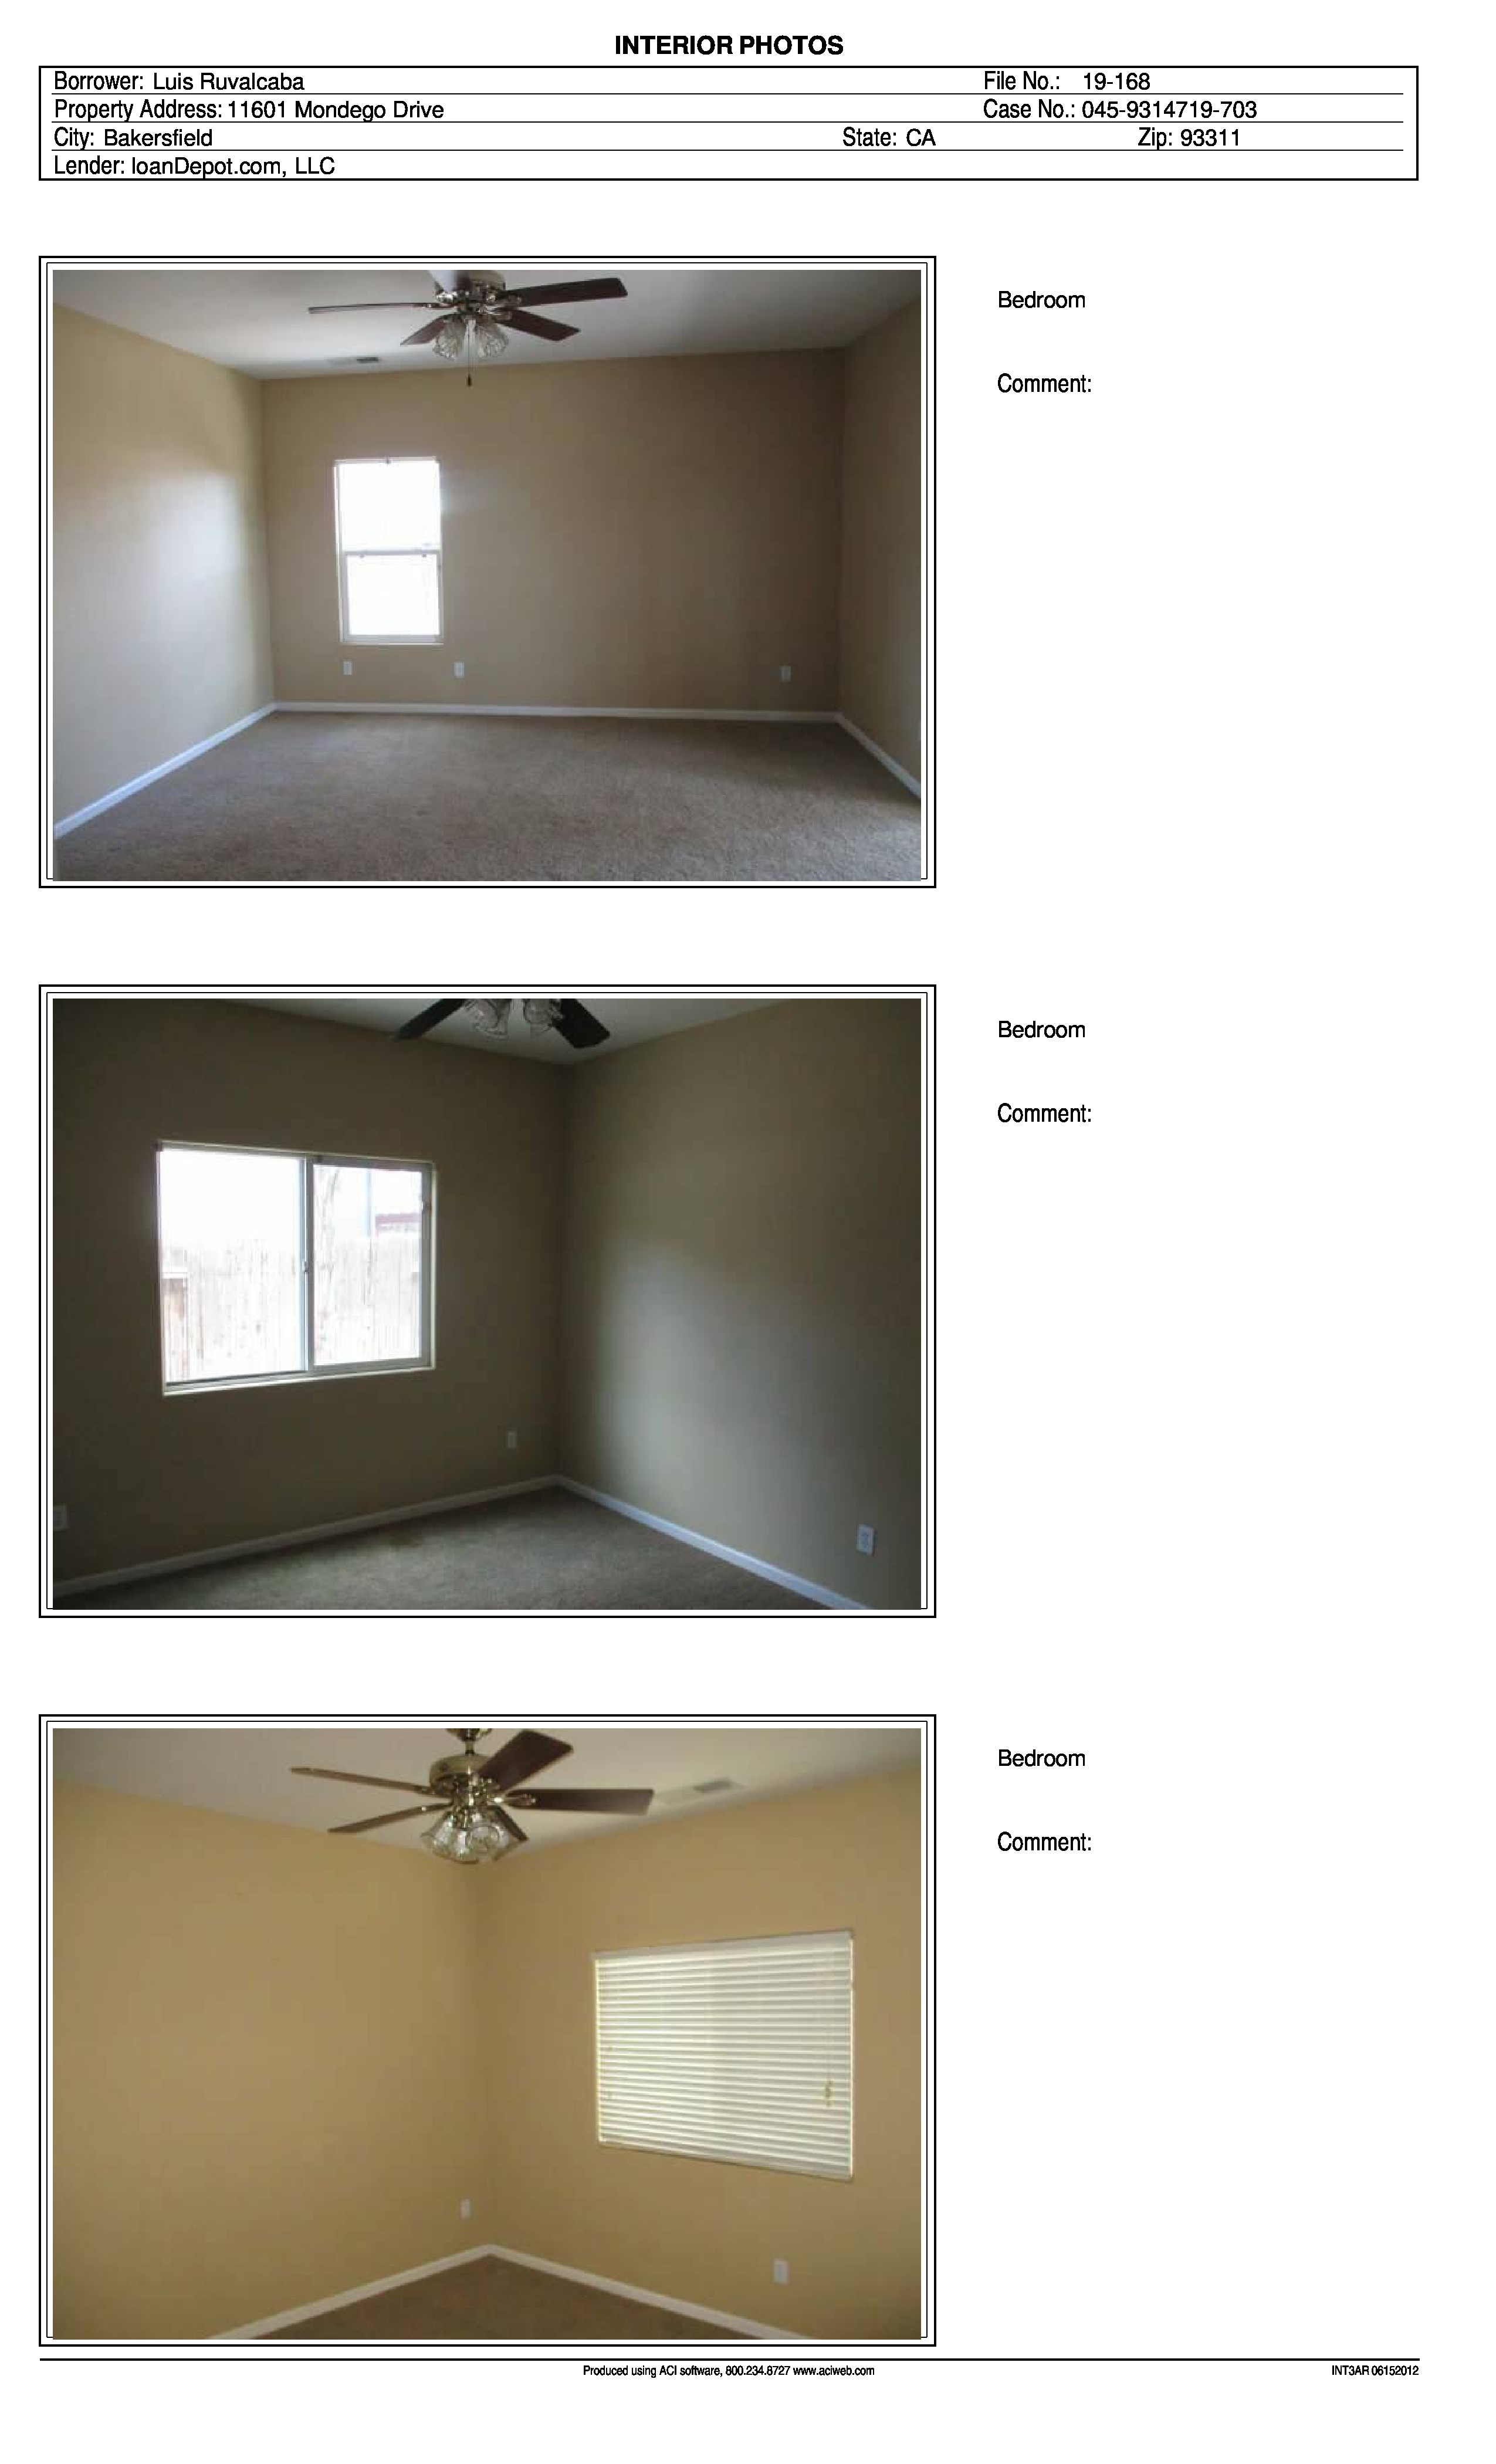 INTERIOR PHOTOS
Borrower: Luis Ruvalcaba File No.: 19-168
Property Address: 11601 Mondego Drive Case No.: 045-9314719-703
City: Bakersfield State: CA Zip: 93311
Lender: loanDepot.com, LLC
Bedroom
Comment:
Bedroom
Comment:
Bedroom
Comment:
Produced using ACI software, 800.234.8727 www.aciweb.com INT3AR 06152012